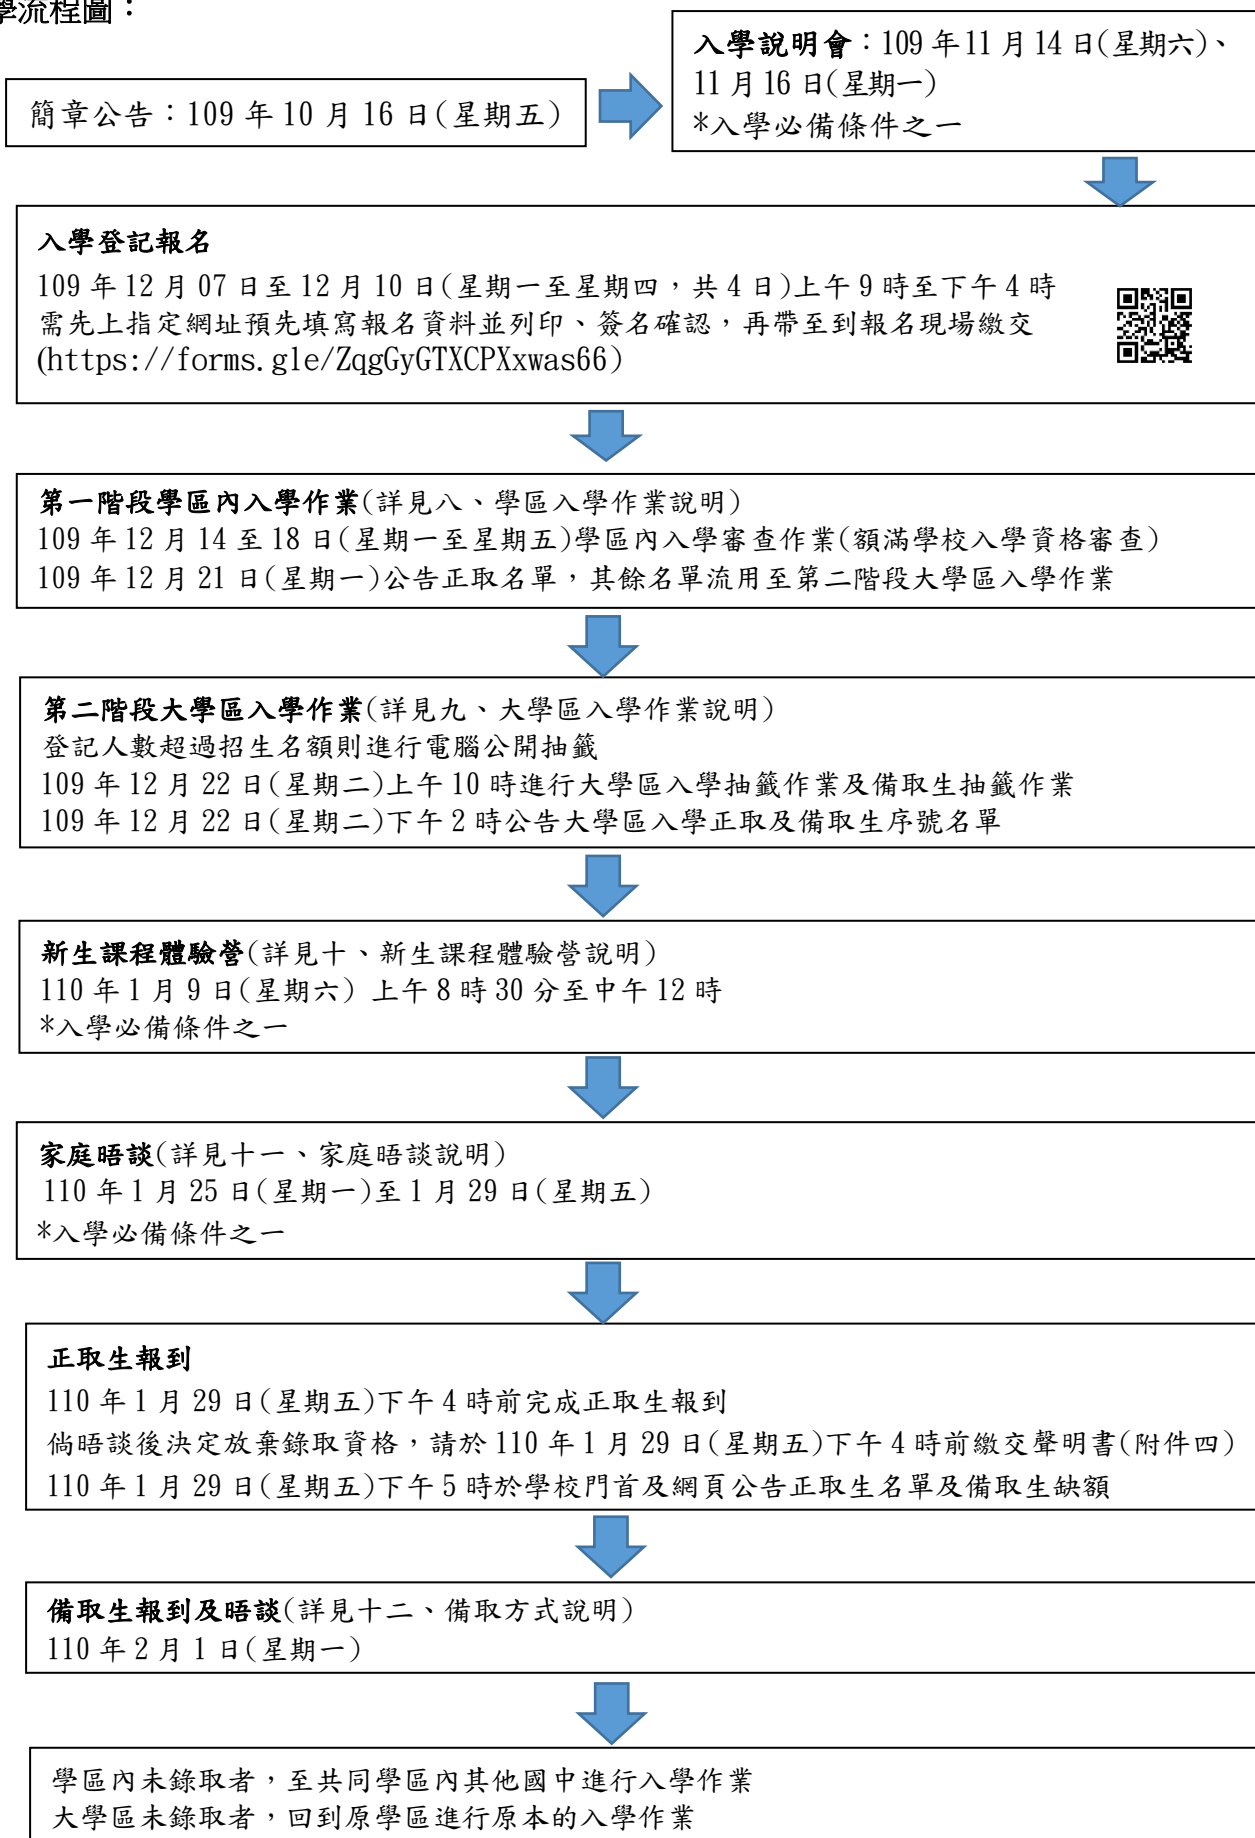 學流程圖：
簡章公告：109 年 10 月 16 日(星期五)
入學說明會：109 年 11 月 14 日(星期六)、
11 月 16 日(星期一)
*入學必備條件之一
入學登記報名
109 年 12 月 07 日至 12 月 10 日(星期一至星期四，共 4 日)上午 9 時至下午 4 時
需先上指定網址預先填寫報名資料並列印、簽名確認，再帶至到報名現場繳交
(https://forms.gle/ZqgGyGTXCPXxwas66)
第一階段學區內入學作業(詳見八、學區入學作業說明)
109 年 12 月 14 至 18 日(星期一至星期五)學區內入學審查作業(額滿學校入學資格審查)
109 年 12 月 21 日(星期一)公告正取名單，其餘名單流用至第二階段大學區入學作業
第二階段大學區入學作業(詳見九、大學區入學作業說明)
登記人數超過招生名額則進行電腦公開抽籤
109 年 12 月 22 日(星期二)上午 10 時進行大學區入學抽籤作業及備取生抽籤作業
109 年 12 月 22 日(星期二)下午 2 時公告大學區入學正取及備取生序號名單
新生課程體驗營(詳見十、新生課程體驗營說明)
110 年 1 月 9 日(星期六) 上午 8 時 30 分至中午 12 時
*入學必備條件之一
家庭晤談(詳見十一、家庭晤談說明)
110 年 1 月 25 日(星期一)至 1 月 29 日(星期五)
*入學必備條件之一
正取生報到
110 年 1 月 29 日(星期五)下午 4 時前完成正取生報到
倘晤談後決定放棄錄取資格，請於 110 年 1 月 29 日(星期五)下午 4 時前繳交聲明書(附件四)
110 年 1 月 29 日(星期五)下午 5 時於學校門首及網頁公告正取生名單及備取生缺額
備取生報到及晤談(詳見十二、備取方式說明)
110 年 2 月 1 日(星期一)
學區內未錄取者，至共同學區內其他國中進行入學作業
大學區未錄取者，回到原學區進行原本的入學作業